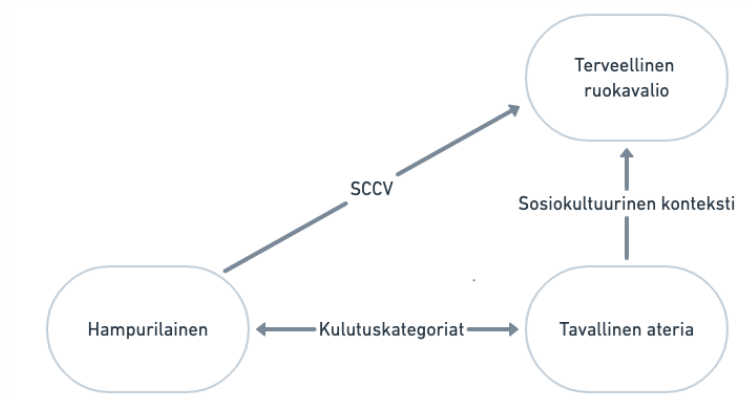 Terveellinen
ruokavalio
SCCV
Sosiokultuurinen konteksti
Hampurilainen
Kulutuskategoriat
Tavallinen ateria